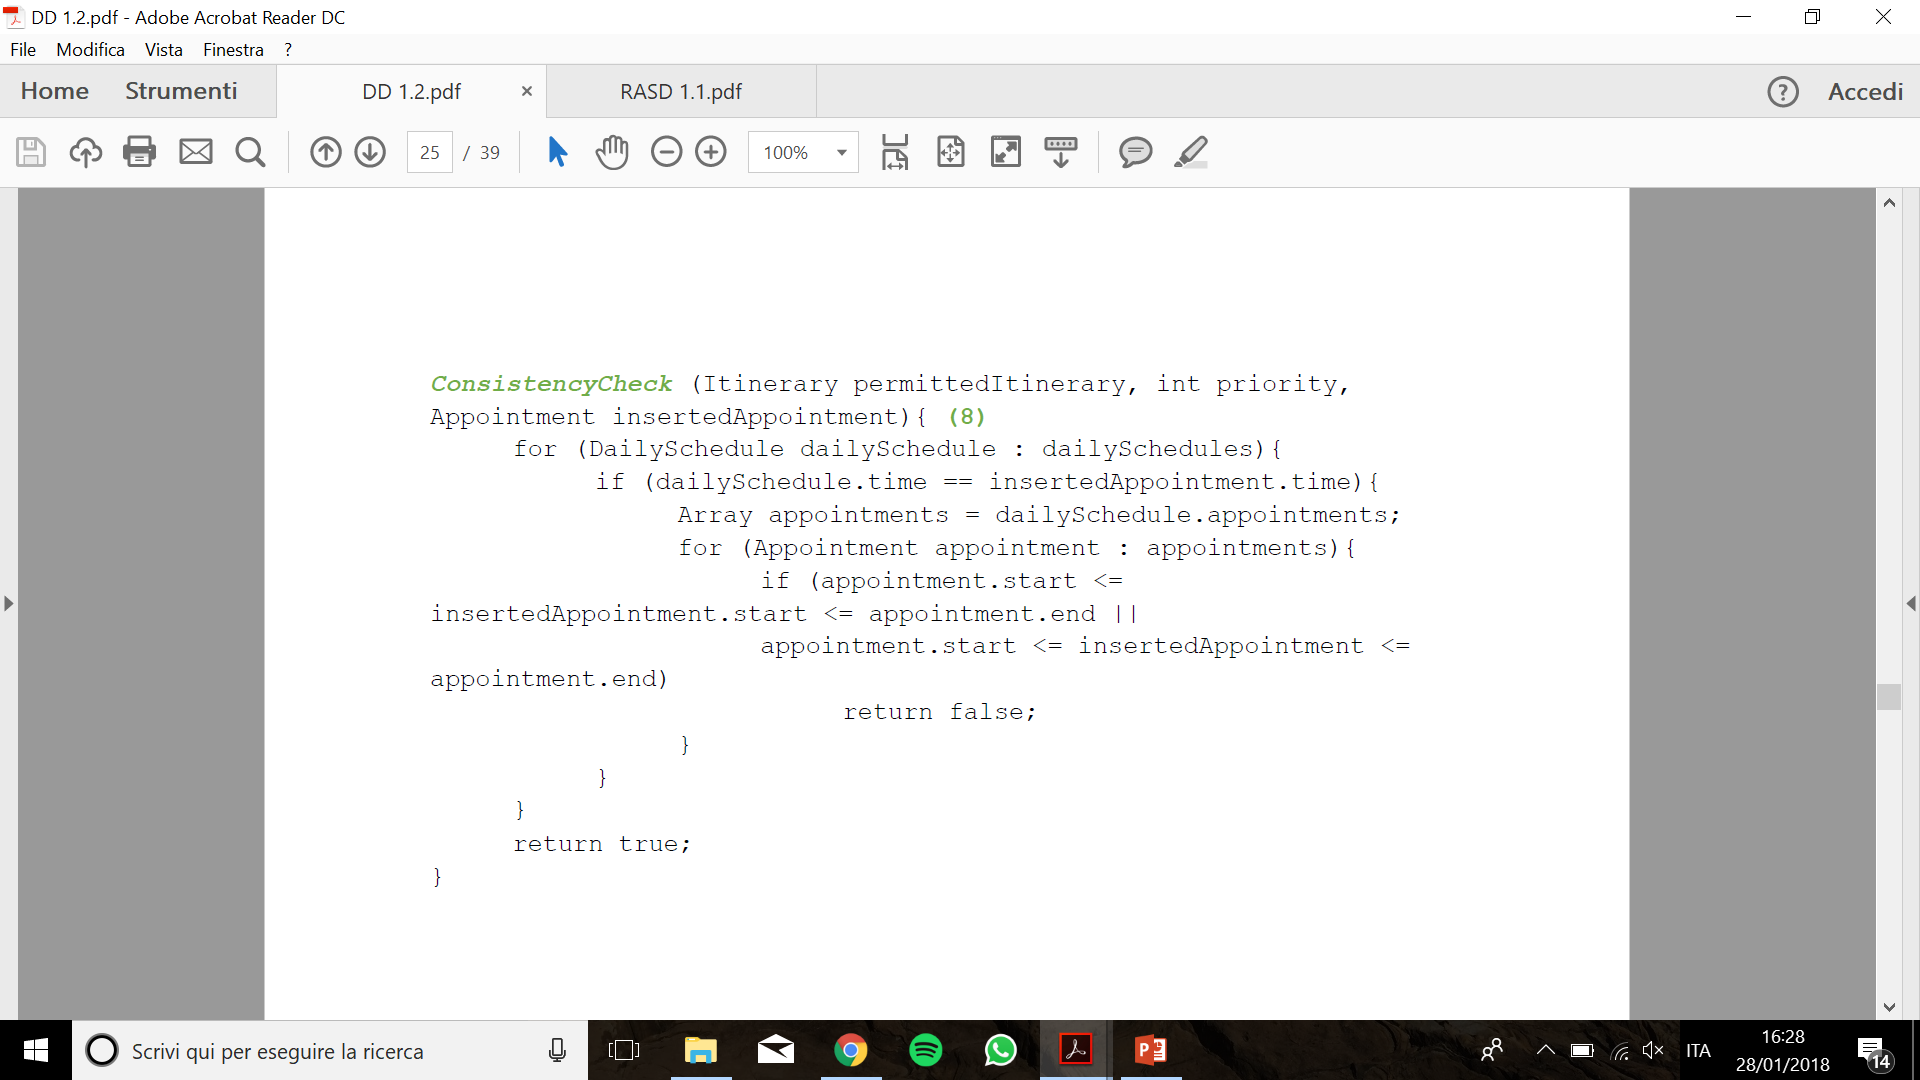 DD 1.2.pdf - Adobe Acrobat Reader DC
File Modifica Vista Finestra ?
Home Strumenti DD 1.2.pdf × RASD 1.1.pdf ? Accedi
25 / 39 100%
ConsistencyCheck (Itinerary permittedItinerary, int priority,
Appointment insertedAppointment){ (8)
for (DailySchedule dailySchedule : dailySchedules){
if (dailySchedule.time == insertedAppointment.time){
Array appointments = dailySchedule.appointments;
for (Appointment appointment : appointments){
if (appointment.start <=
insertedAppointment.start <= appointment.end ||
appointment.start <= insertedAppointment <=
appointment.end)
return false;
}
}
}
return true;
}
Scrivi qui per eseguire la ricerca ITA 16:28
28/01/2018 14